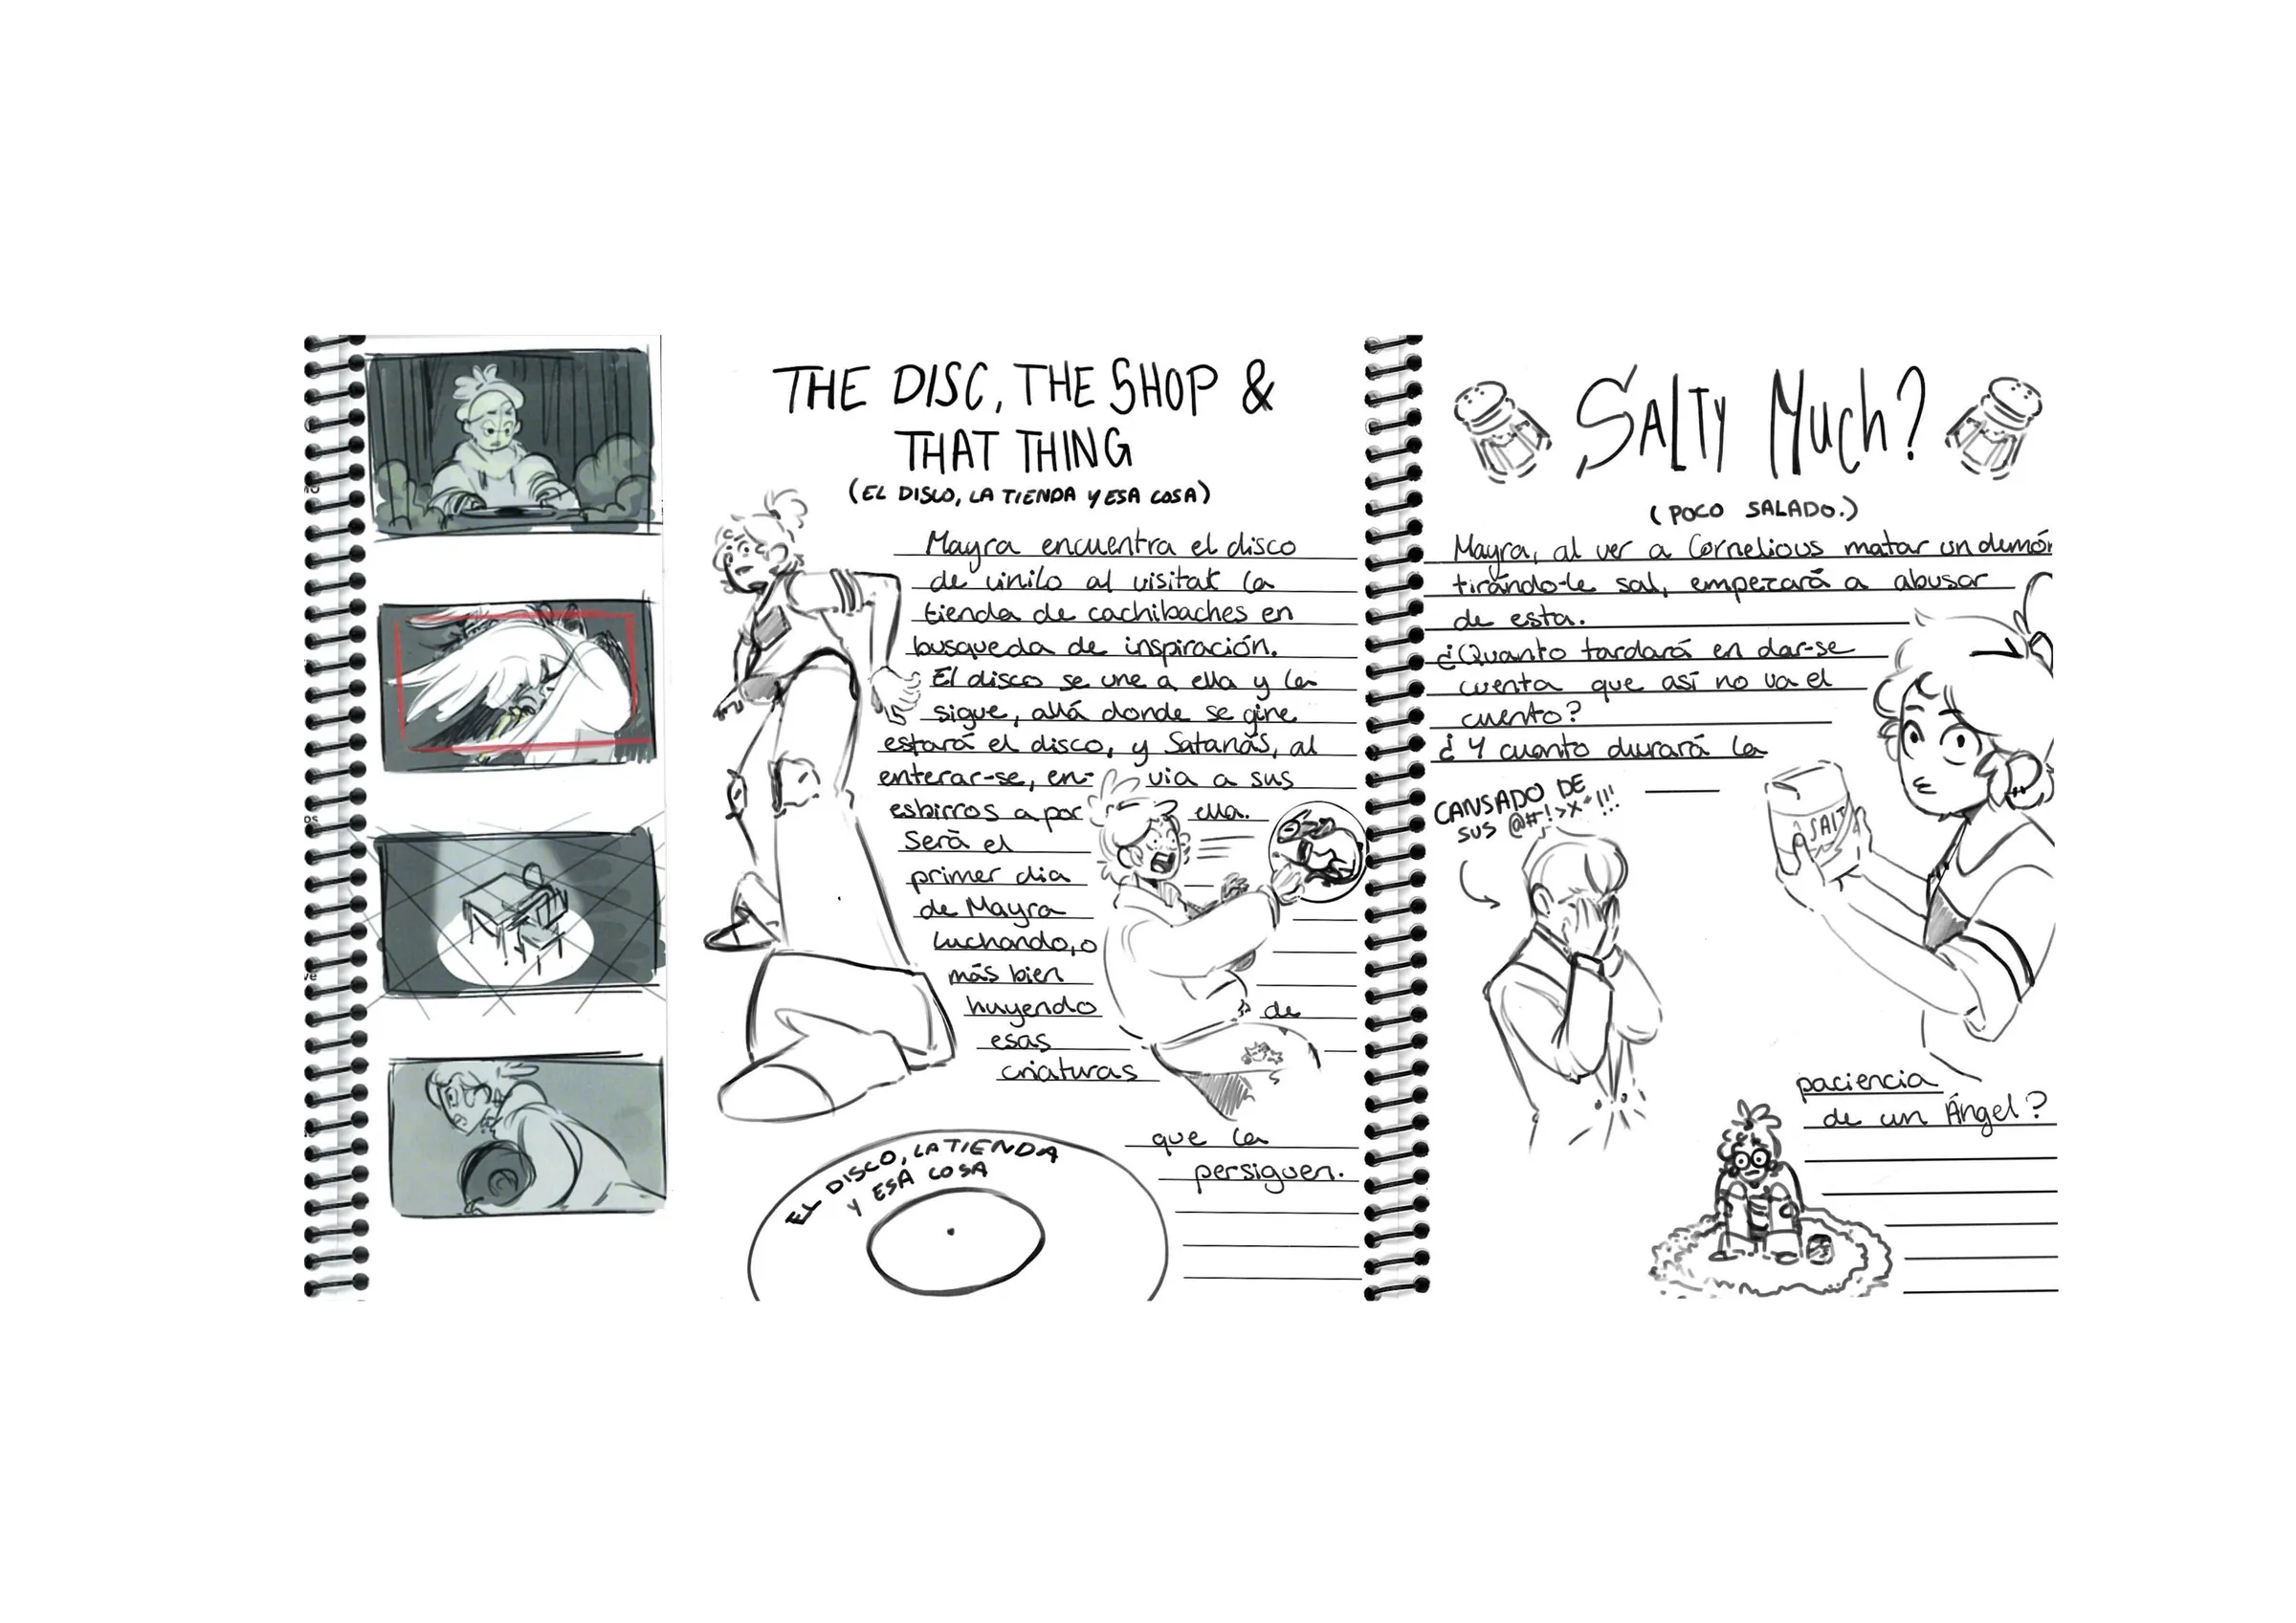 THE DISC, THE SHOP &
THAT THING
(EL DISCO, LA TIENDA Y ESA COSA)
Mayra encuentra el disco
de vinilo al visitar la
tienda de cachibaches en
busqueda de inspiración.
El disco se une a ella y la
sigue, allá donde se gire
estará el disco, y Satanás, al
enterar-se, en- via a sus
esbirros a por ella.
Será el
primer dia
de Mayra
luchando, o
más bien
huyendo de
esas
criaturas
que la
persiguen.
EL DISCO, LA TIENDA
Y ESA COSA
SALTY Much?
(POCO SALADO.)
Mayra, al ver a Cornelious matar un demón
tirándo-le sal, empezará a abusar
de esta.
¿Quanto tardará en dar-se
cuenta que así no va el
cuento?
¿Y cuanto durará la
CANSADO DE
SUS @#!>X*!!!
SALT
paciencia
de un Ángel?